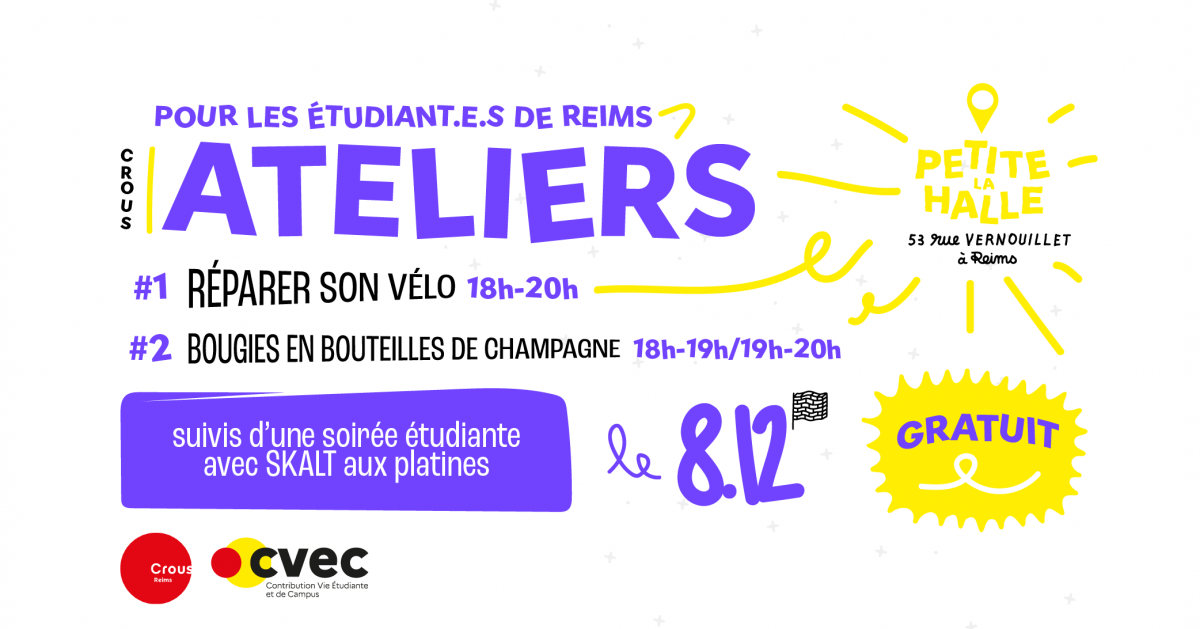 POUR LES ÉTUDIANT.E.S DE REIMS
CROUS
ATELIERS
#1 RÉPARER SON VÉLO 18h-20h
#2 BOUGIES EN BOUTEILLES DE CHAMPAGNE 18h-19h/19h-20h
suivis d'une soirée étudiante
avec SKALT aux platines
le 8.12
PETITE
LA
HALLE
53 rue VERNOUILLET
à Reims
GRATUIT
Crous
Reims
cvec
Contribution Vie Étudiante
et de Campus